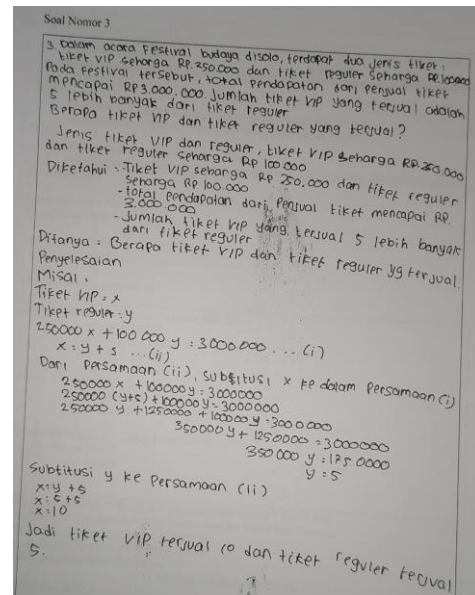 Soal Nomor 3
3. Dalam acara Festival budaya disolo, terdapat dua jenis tiket :
tiket VIP seharga RP.250.000 dan tiket reguler seharga RP.100000
Pada festival tersebut, total pendapatan dari penjual tiket
mencapai RP3.000.000. Jumlah tiket VIP yang terjual adalah
5 lebih banyak dari tiket reguler
Berapa tiket VIP dan tiket reguler yang terjual?
Jenis tiket VIP dan reguler, tiket VIP seharga RP.250.000
dan tiket reguler seharga RP 100 000
Diketahui : -Tiket VIP seharga RP 250.000 dan tiket reguler
seharga RP 100.000
-total pendapatan dari penjual tiket mencapai RP.
3.000.000
-Jumlah tiket VIP yang terjual 5 lebih banyak
dari tiket reguler
Ditanya : Berapa tiket VIP dan tiket reguler yg terjual.
Penyelesaian
Misal .
Tiket VIP = x
Tiket reguler : y
250000 x + 100 000 y : 3000000 ... (i)
x = y + 5 ... (ii)
Dari Persamaan (ii), subtitusi x ke dalam Persamaan (i)
250000 x + 100000 y = 3000000
250000 (y+5) + 100000 y = 3000000
250000 y + 1250000 + 100000 y = 3000000
350000 y + 1250000 = 3000000
350 000 y = 125 0000
y = 5
Subtitusi y ke Persamaan (ii)
x = y + 5
x = 5 + 5
x = 10
Jadi tiket VIP terjual 10 dan tiket reguler terjual
5.